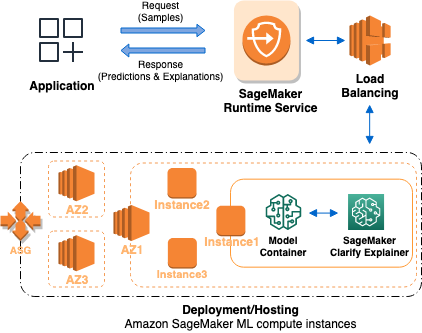 Request
(Samples)
Response
(Predictions & Explanations)
Application
SageMaker
Runtime Service
Load
Balancing
AZ2
AZ3
ASG
AZ1
Instance2
Instance1
Instance3
Model
Container
SageMaker
Clarify Explainer
Deployment/Hosting
Amazon SageMaker ML compute instances